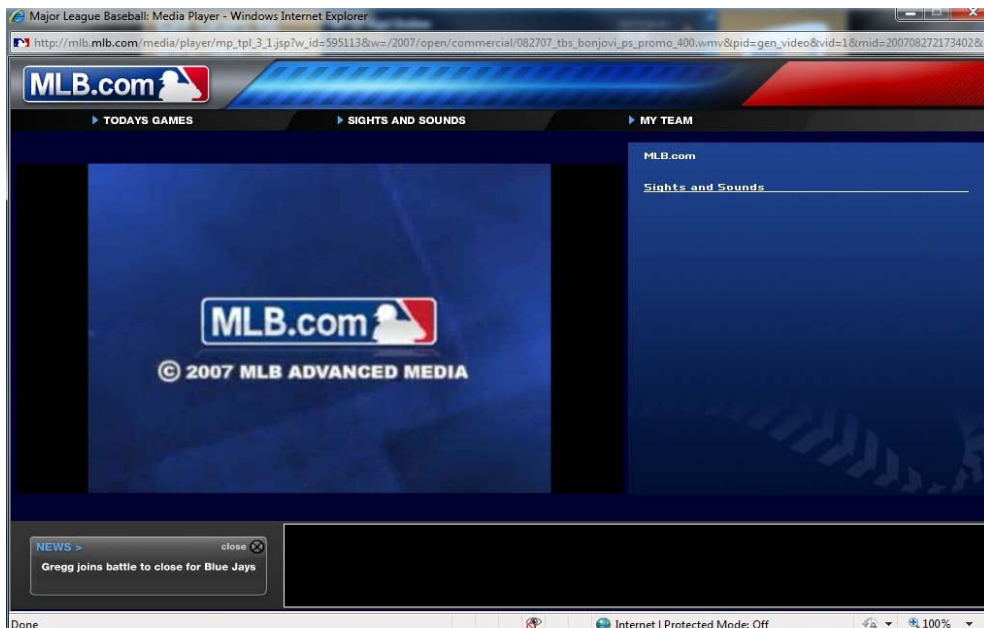 Major League Baseball: Media Player - Windows Internet Explorer
http://mlb.mlb.com/media/player/mp_tpl_3_1.jsp?w_id=595113&w=/2007/open/commercial/082707_tbs_bonjovi_ps_promo_400.wmv&pid=gen_video&vid=1&mid=2007082721734028&
MLB.com
TODAYS GAMES
SIGHTS AND SOUNDS
MY TEAM
MLB.com
Sights and Sounds
MLB.com
© 2007 MLB ADVANCED MEDIA
NEWS >
close
Gregg joins battle to close for Blue Jays
Done
Internet | Protected Mode: Off
100%